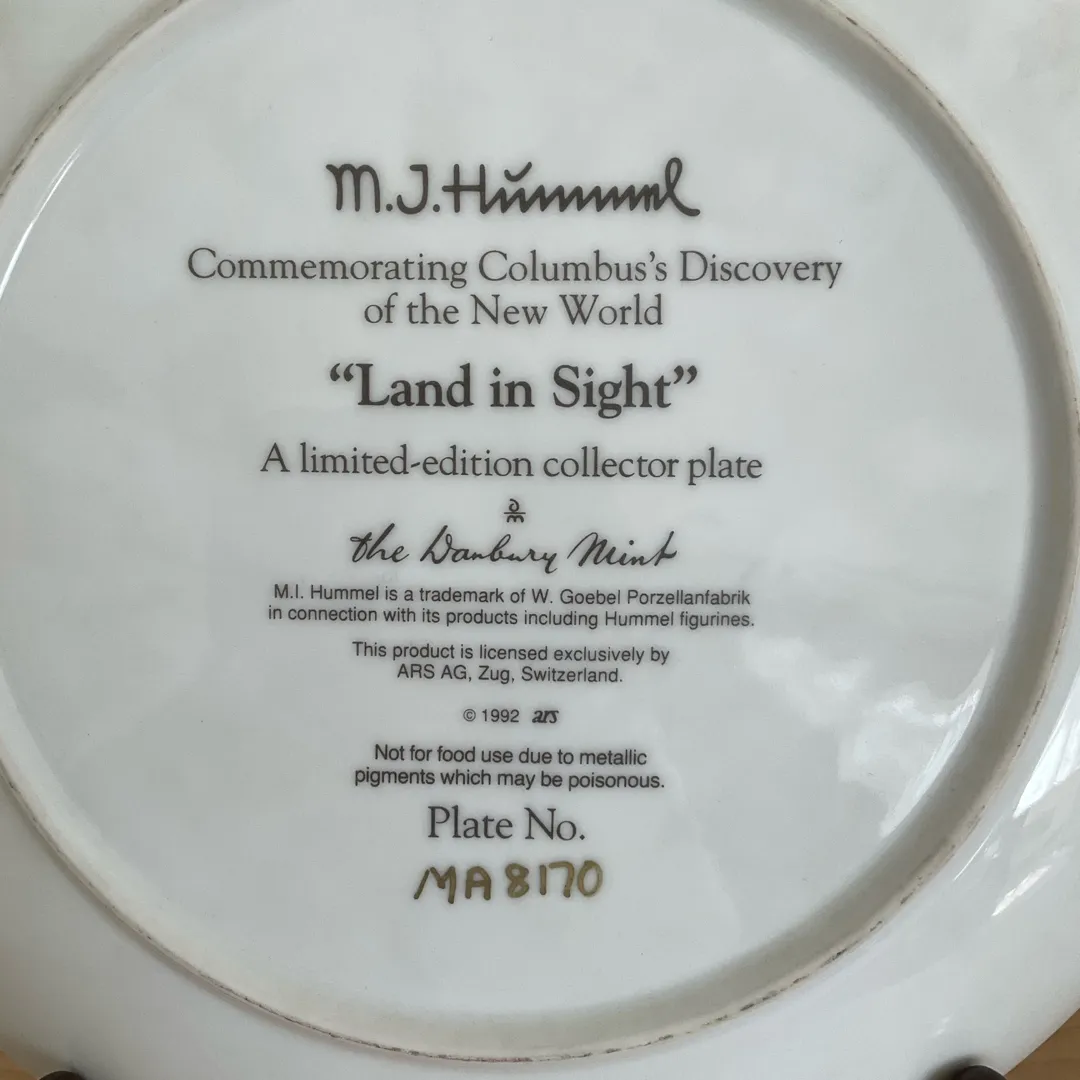 M.J.Hummel
Commemorating Columbus's Discovery
of the New World
“Land in Sight”
A limited-edition collector plate
the Danbury Mint
M.I. Hummel is a trademark of W. Goebel Porzellanfabrik
in connection with its products including Hummel figurines.
This product is licensed exclusively by
ARS AG, Zug, Switzerland.
© 1992 ars
Not for food use due to metallic
pigments which may be poisonous.
Plate No.
MA8170